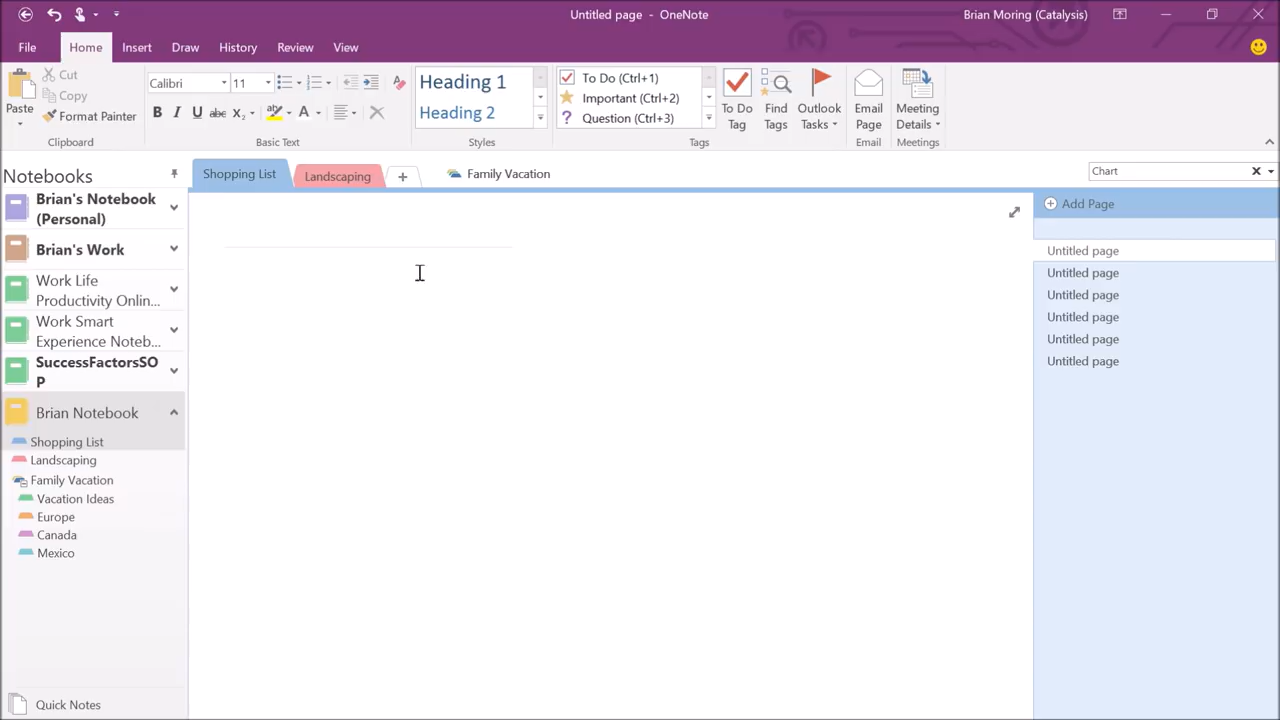 Untitled page - OneNote
Brian Moring (Catalysis)
File
Home
Insert
Draw
History
Review
View
Paste
Cut
Copy
Format Painter
Clipboard
Calibri
11
B I U abc X₂ A
Basic Text
Heading 1
Heading 2
Styles
To Do (Ctrl+1)
Important (Ctrl+2)
? Question (Ctrl+3)
Tags
To Do
Tag
Find
Tags
Outlook
Tasks
Email
Page
Email
Meeting
Details
Meetings
Notebooks
Shopping List
Landscaping
+
Family Vacation
Chart
Brian's Notebook
(Personal)
Brian's Work
Work Life
Productivity Onlin...
Work Smart
Experience Noteb...
SuccessFactorsSO
P
Brian Notebook
Shopping List
Landscaping
Family Vacation
Vacation Ideas
Europe
Canada
Mexico
Quick Notes
Add Page
Untitled page
Untitled page
Untitled page
Untitled page
Untitled page
Untitled page